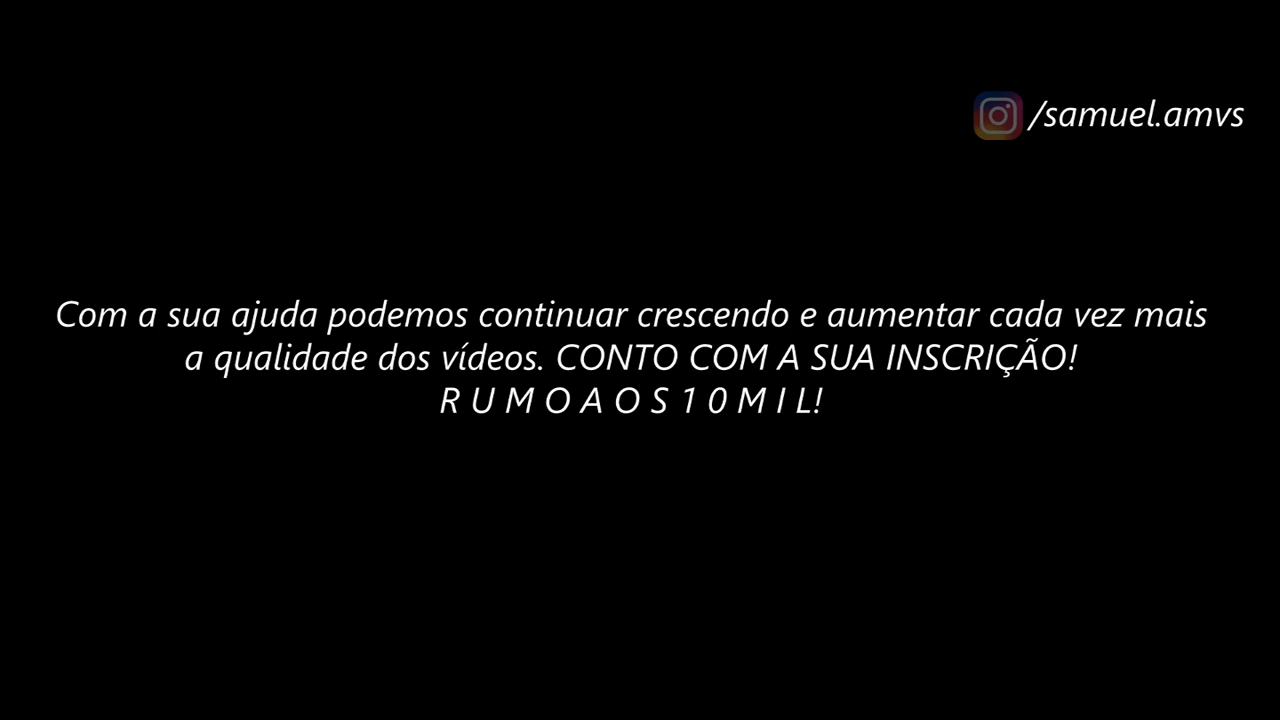 /samuel.amvs
Com a sua ajuda podemos continuar crescendo e aumentar cada vez mais
a qualidade dos vídeos. CONTO COM A SUA INSCRIÇÃO!
R U M O A O S 1 0 M I L!